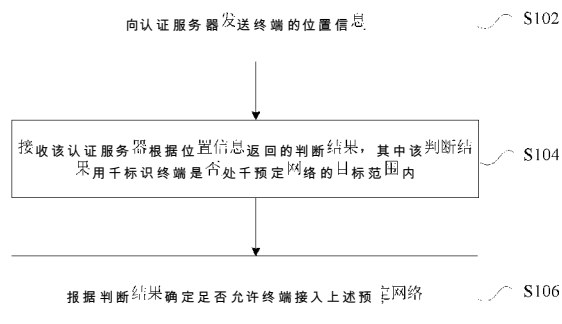 向认证服务器发送终端的位置信息
S102
接收该认证服务器根据位置信息返回的判断结果，其中该判断结
果用千标识终端是否处千预定网络的目标范围内
S104
报据判断结果确定足否允许终端接入上述预定网络
S106